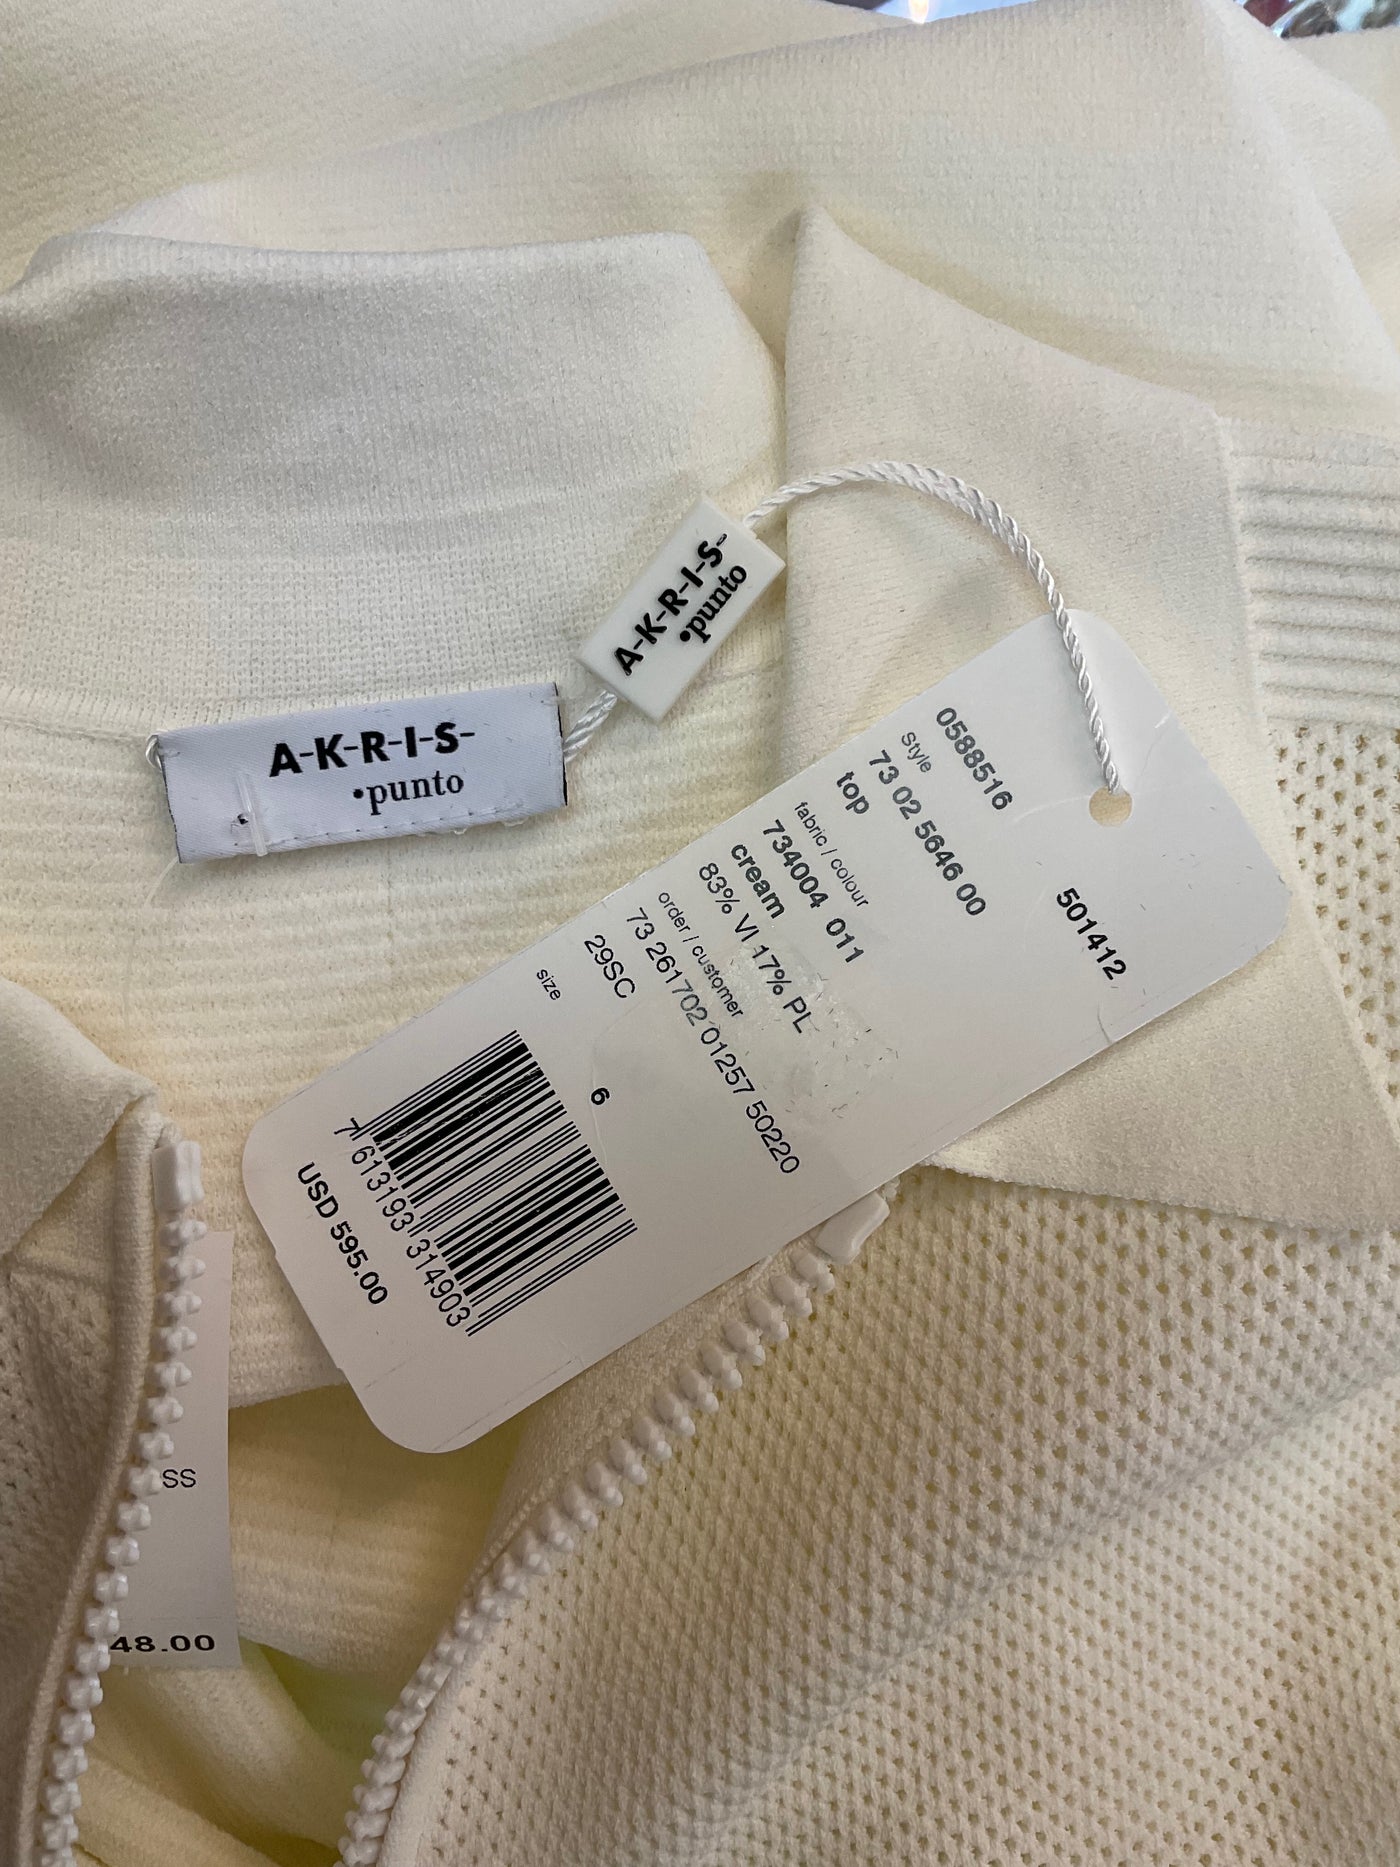 A-K-R-I-S-
•punto
A-K-R-I-S-
•punto
0588516
501412
Style
73 02 5646 00
top
fabric / colour
734004 011
cream
83% VI 17% PL
order / customer
73 261702 01257 50220
29SC
size
6
7 613193 314903
USD 595.00
SS
48.00